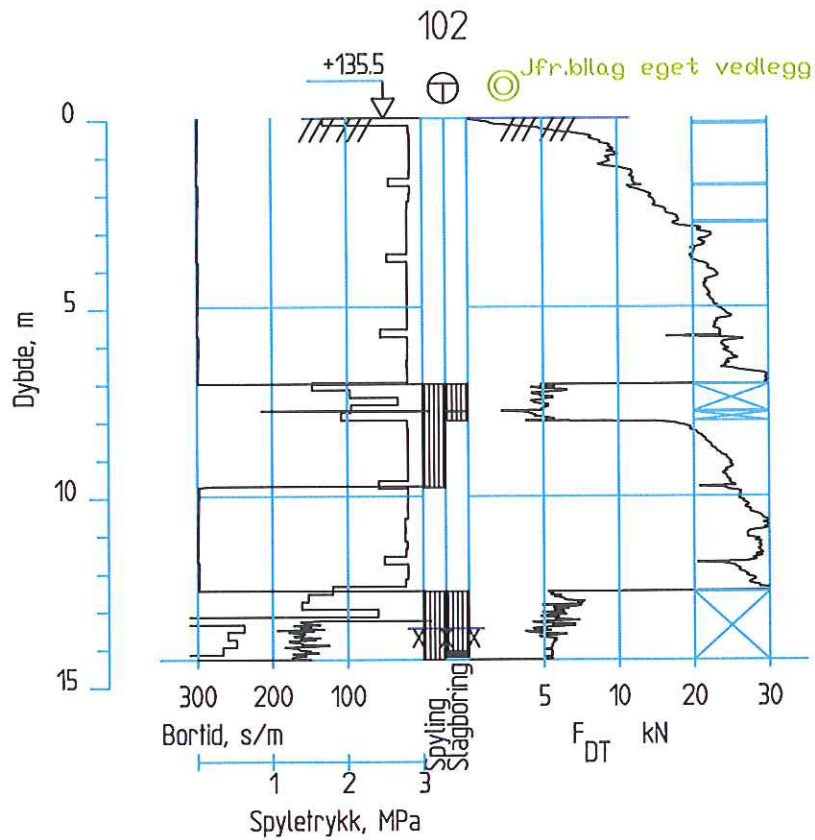 102
+135.5
Jfr.bilag eget vedlegg
0
5
10
15
Dybde, m
300 200 100
5 10 20 30
Bortid, s/m
Spyling
Slagboring
F DT kN
1 2 3
Spyletrykk, MPa